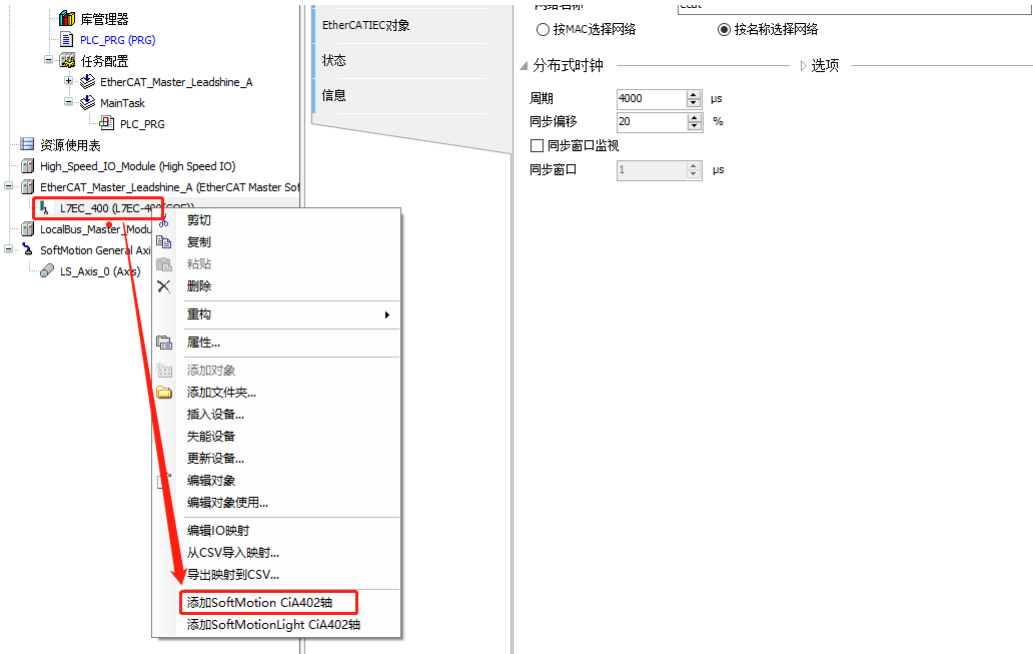 库管理器
PLC_PRG (PRG)
任务配置
EtherCAT_Master_Leadshine_A
MainTask
PLC_PRG
资源使用表
High_Speed_IO_Module (High Speed IO)
EtherCAT_Master_Leadshine_A (EtherCAT Master Sof
L7EC_400 (L7EC-400(COE))
LocalBus_Master_Modu
SoftMotion General Axi
LS_Axis_0 (Axis)
剪切
复制
粘贴
删除
重构
属性...
添加对象
添加文件夹...
插入设备...
失能设备
更新设备...
编辑对象
编辑对象使用...
编辑IO映射
从CSV导入映射...
导出映射到CSV...
添加SoftMotion CiA402轴
添加SoftMotionLight CiA402轴
EtherCATIEC对象
状态
信息
网络名称 ecat
按MAC选择网络 按名称选择网络
分布式时钟 选项
周期 4000 µs
同步偏移 20 %
同步窗口监视
同步窗口 1 µs